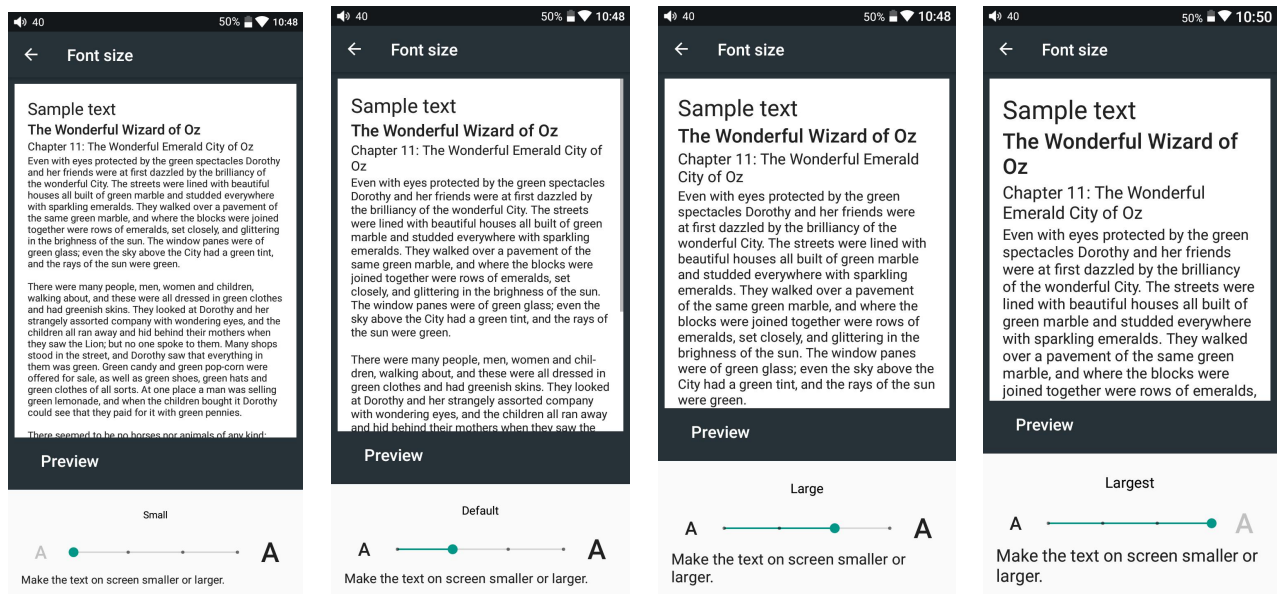 40 50% 10:48
Font size
Sample text
The Wonderful Wizard of Oz
Chapter 11: The Wonderful Emerald City of Oz
Even with eyes protected by the green spectacles Dorothy
and her friends were at first dazzled by the brilliancy of
the wonderful City. The streets were lined with beautiful
houses all built of green marble and studded everywhere
with sparkling emeralds. They walked over a pavement of
the same green marble, and where the blocks were joined
together were rows of emeralds, set closely, and glittering
in the brighness of the sun. The window panes were of
green glass; even the sky above the City had a green tint,
and the rays of the sun were green.
There were many people, men, women and children,
walking about, and these were all dressed in green clothes
and had greenish skins. They looked at Dorothy and her
strangely assorted company with wondering eyes, and the
children all ran away and hid behind their mothers when
they saw the Lion; but no one spoke to them. Many shops
stood in the street, and Dorothy saw that everything in
them was green. Green candy and green pop-corn were
offered for sale, as well as green shoes, green hats and
green clothes of all sorts. At one place a man was selling
green lemonade, and when the children bought it Dorothy
could see that they paid for it with green pennies.
There seemed to be no horses nor animals of any kind;
Preview
Small
A A
Make the text on screen smaller or larger.
40 50% 10:48
Font size
Sample text
The Wonderful Wizard of Oz
Chapter 11: The Wonderful Emerald City of
Oz
Even with eyes protected by the green spectacles
Dorothy and her friends were at first dazzled by
the brilliancy of the wonderful City. The streets
were lined with beautiful houses all built of green
marble and studded everywhere with sparkling
emeralds. They walked over a pavement of the
same green marble, and where the blocks were
joined together were rows of emeralds, set
closely, and glittering in the brighness of the sun.
The window panes were of green glass; even the
sky above the City had a green tint, and the rays of
the sun were green.
There were many people, men, women and chil-
dren, walking about, and these were all dressed in
green clothes and had greenish skins. They looked
at Dorothy and her strangely assorted company
with wondering eyes, and the children all ran away
and hid behind their mothers when they saw the
Preview
Default
A A
Make the text on screen smaller or larger.
40 50% 10:48
Font size
Sample text
The Wonderful Wizard of Oz
Chapter 11: The Wonderful Emerald
City of Oz
Even with eyes protected by the green
spectacles Dorothy and her friends were
at first dazzled by the brilliancy of the
wonderful City. The streets were lined with
beautiful houses all built of green marble
and studded everywhere with sparkling
emeralds. They walked over a pavement
of the same green marble, and where the
blocks were joined together were rows of
emeralds, set closely, and glittering in the
brighness of the sun. The window panes
were of green glass; even the sky above the
City had a green tint, and the rays of the sun
were green.
Preview
Large
A A
Make the text on screen smaller or
larger.
40 50% 10:50
Font size
Sample text
The Wonderful Wizard of
Oz
Chapter 11: The Wonderful
Emerald City of Oz
Even with eyes protected by the green
spectacles Dorothy and her friends
were at first dazzled by the brilliancy
of the wonderful City. The streets were
lined with beautiful houses all built of
green marble and studded everywhere
with sparkling emeralds. They walked
over a pavement of the same green
marble, and where the blocks were
joined together were rows of emeralds,
Preview
Largest
A A
Make the text on screen smaller or
larger.